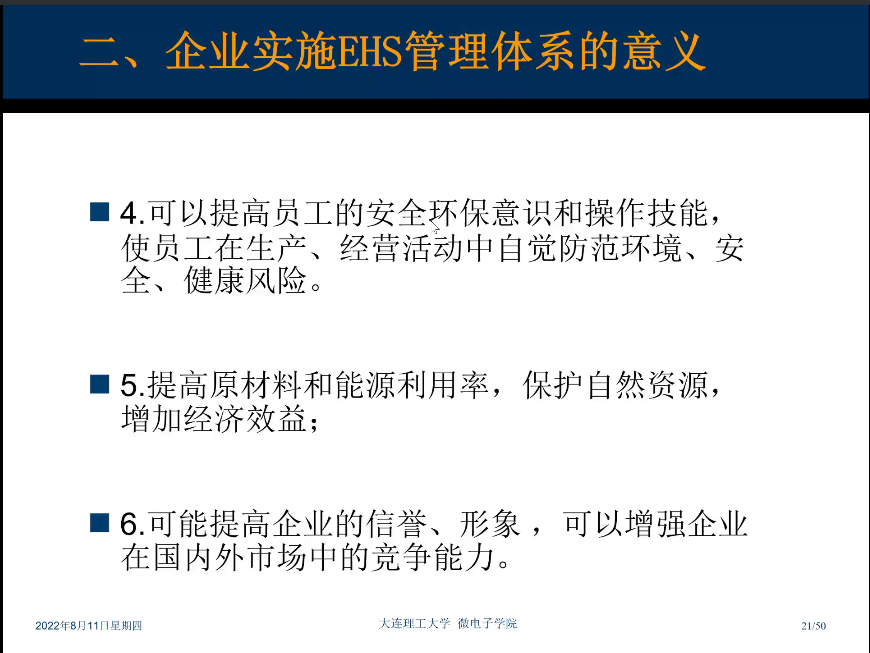 二、企业实施EHS管理体系的意义
4.可以提高员工的安全环保意识和操作技能，
使员工在生产、经营活动中自觉防范环境、安
全、健康风险。
5.提高原材料和能源利用率，保护自然资源，
增加经济效益；
6.可能提高企业的信誉、形象 ，可以增强企业
在国内外市场中的竞争能力。
2022年8月11日星期四
大连理工大学 微电子学院
21/50